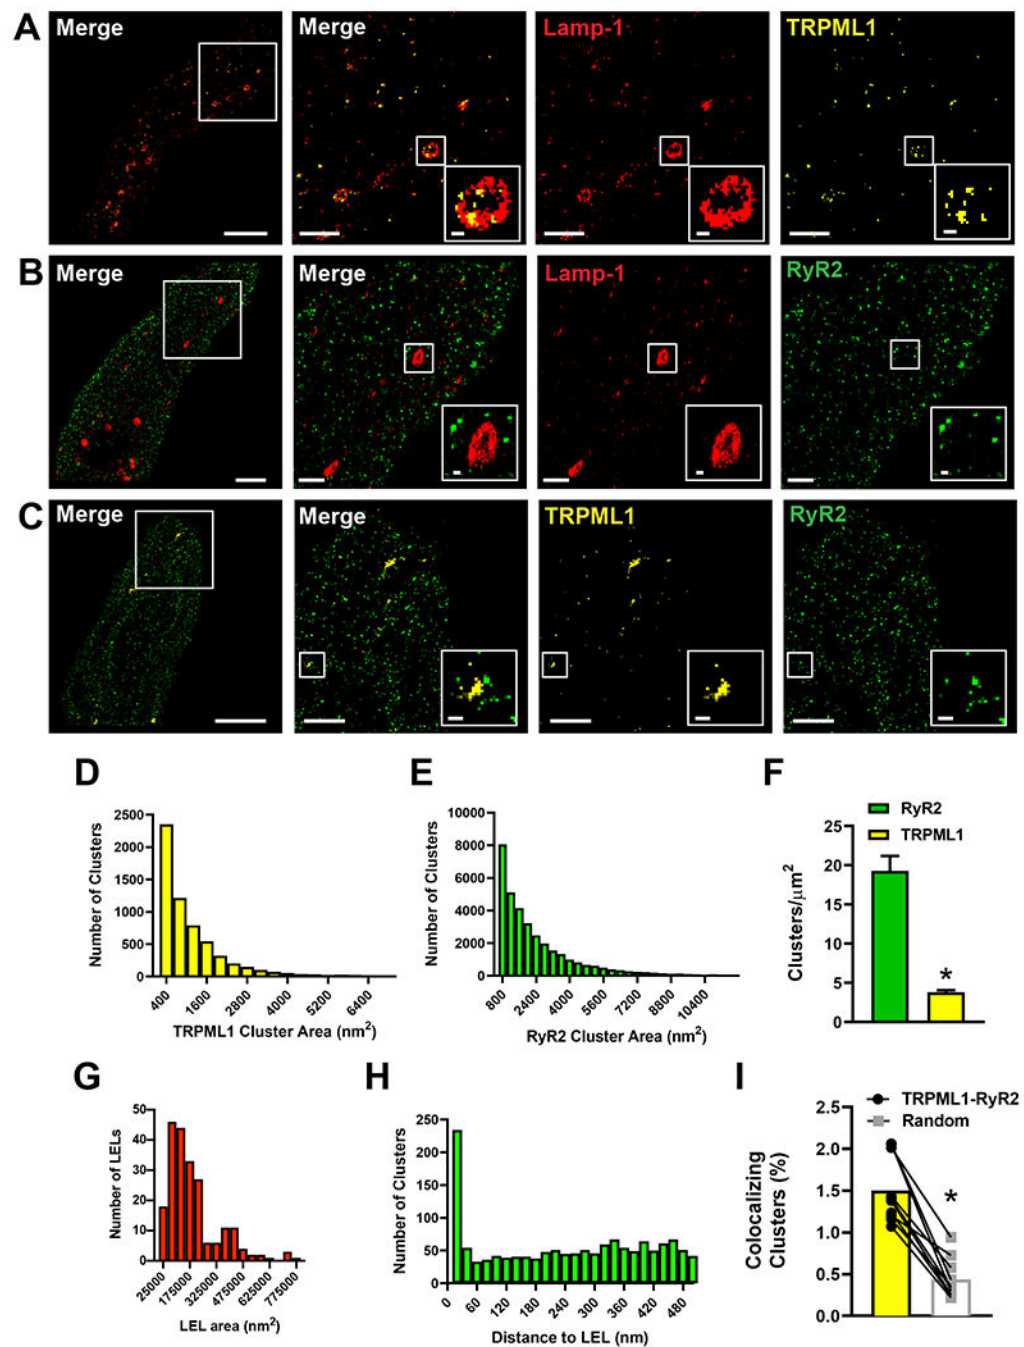 A
Merge
Merge
Lamp-1
TRPML1
B
Merge
Merge
Lamp-1
RyR2
C
Merge
Merge
TRPML1
RyR2
D
Number of Clusters
2500
2000
1500
1000
500
0
400
1600
2800
4000
5200
6400
TRPML1 Cluster Area (nm²)
E
Number of Clusters
10000
8000
6000
4000
2000
0
800
2400
4000
5600
7200
8800
10400
RyR2 Cluster Area (nm²)
F
RyR2
TRPML1
Clusters/μm²
25
20
15
10
5
0
*
G
Number of LELs
50
40
30
20
10
0
25000
175000
325000
475000
625000
775000
LEL area (nm²)
H
Number of Clusters
250
200
150
100
50
0
0
60
120
180
240
300
360
420
480
Distance to LEL (nm)
I
TRPML1-RyR2
Random
Colocalizing
Clusters (%)
2.5
2.0
1.5
1.0
0.5
0.0
*